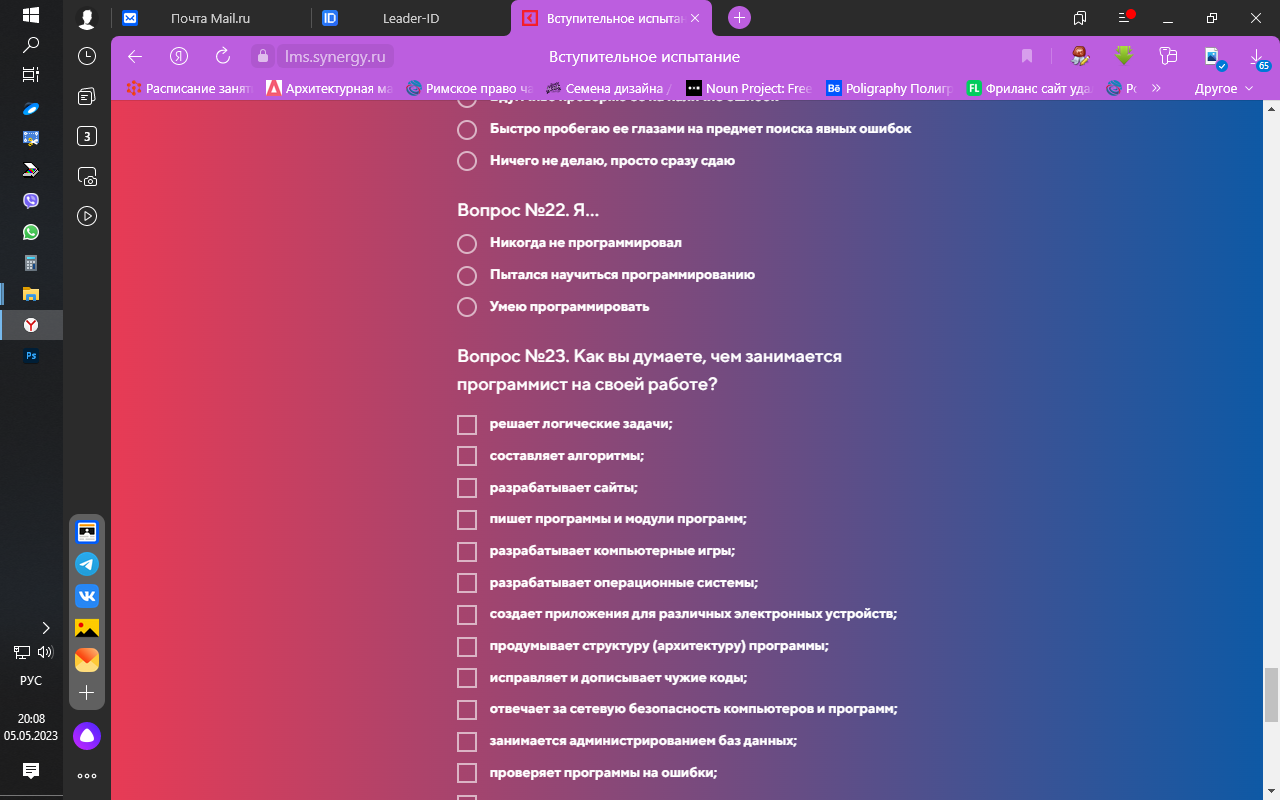 Почта Mail.ru
Leader-ID
Вступительное испыта
lms.synergy.ru
Вступительное испытание
65
Расписание занят
Архитектурная ма
Римское право ча
Семена дизайна /
Noun Project: Free
Bē Poligraphy Полигр
FL Фриланс сайт уда
Другое
3
Быстро пробегаю ее глазами на предмет поиска явных ошибок
Ничего не делаю, просто сразу сдаю
Вопрос №22. Я...
Никогда не программировал
Пытался научиться программированию
Умею программировать
Вопрос №23. Как вы думаете, чем занимается
программист на своей работе?
решает логические задачи;
составляет алгоритмы;
разрабатывает сайты;
пишет программы и модули программ;
разрабатывает компьютерные игры;
разрабатывает операционные системы;
создает приложения для различных электронных устройств;
продумывает структуру (архитектуру) программы;
исправляет и дописывает чужие коды;
отвечает за сетевую безопасность компьютеров и программ;
занимается администрированием баз данных;
проверяет программы на ошибки;
Ps
РУС
20:08
05.05.2023